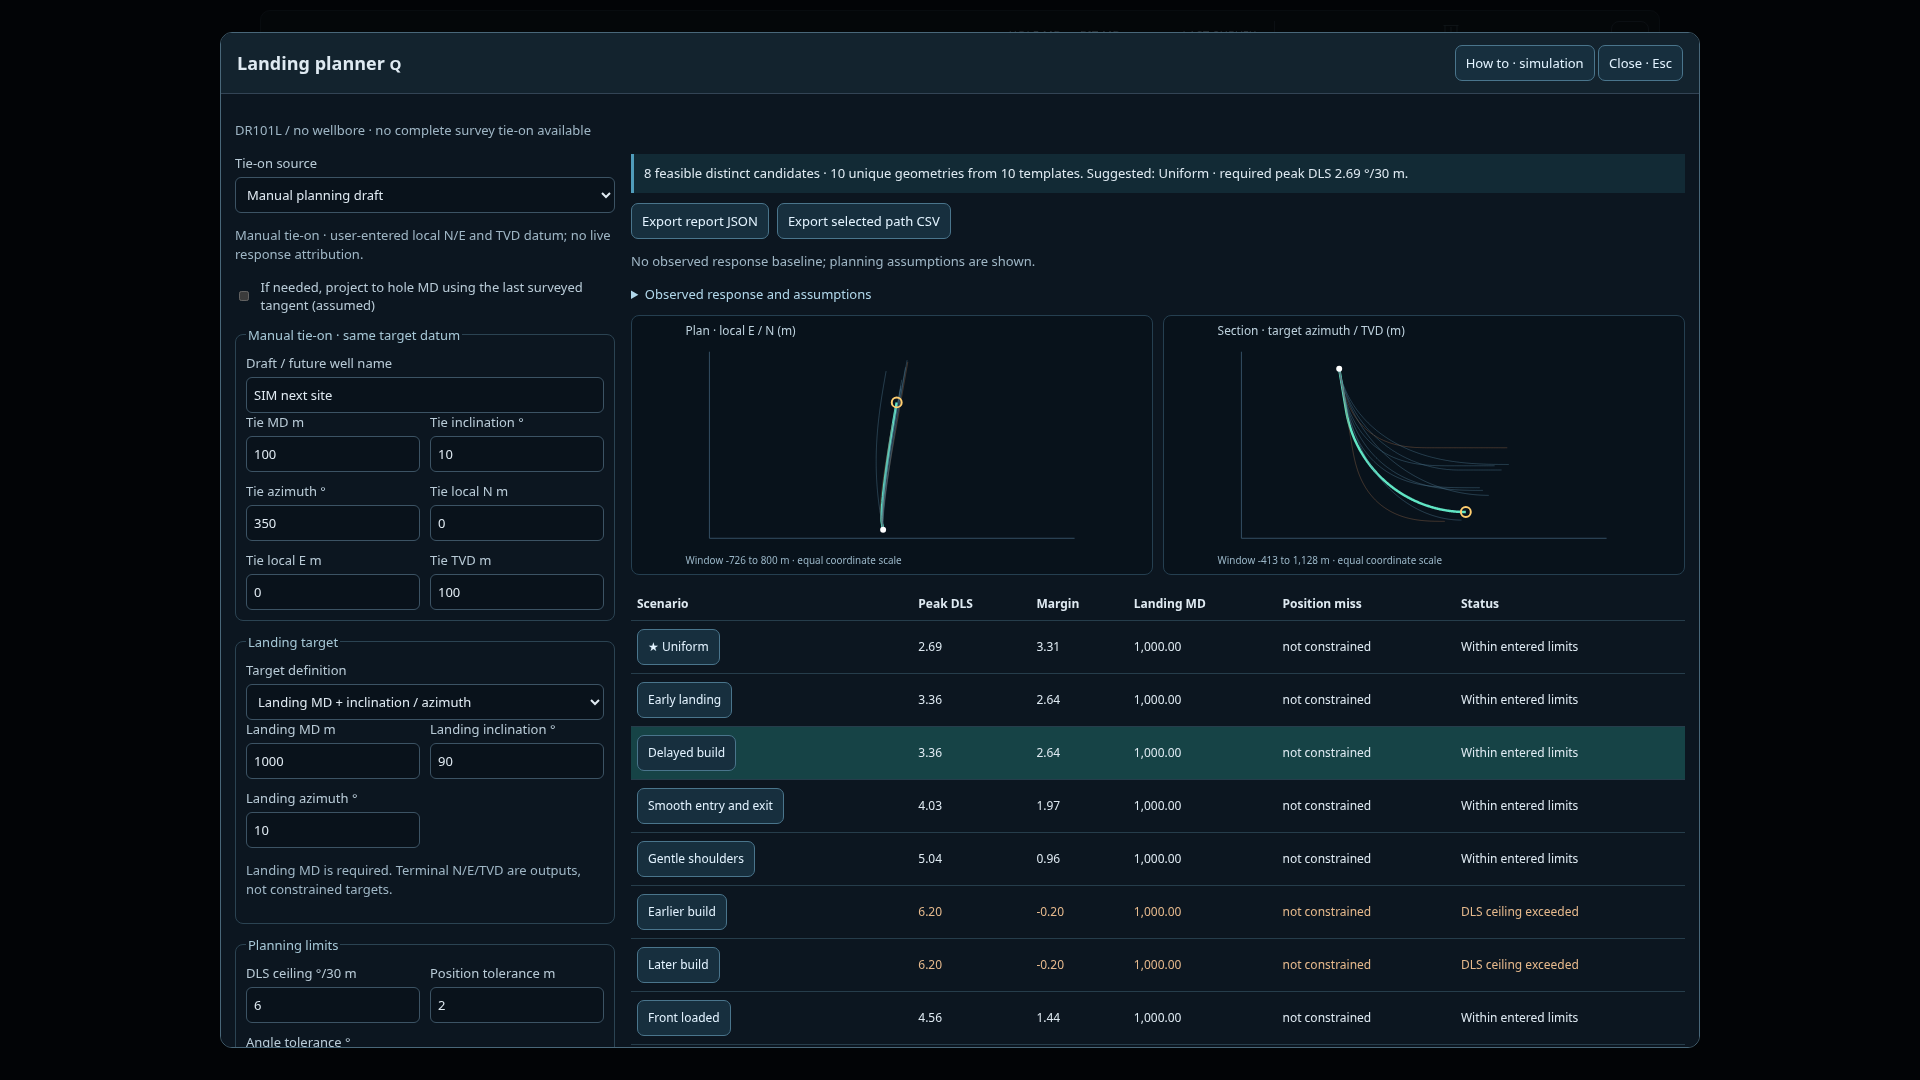 Landing planner Q
How to · simulation
Close · Esc
DR101L / no wellbore · no complete survey tie-on available
Tie-on source
Manual planning draft
Manual tie-on · user-entered local N/E and TVD datum; no live
response attribution.
If needed, project to hole MD using the last surveyed
tangent (assumed)
Manual tie-on · same target datum
Draft / future well name
SIM next site
Tie MD m
Tie inclination °
100
10
Tie azimuth °
Tie local N m
350
0
Tie local E m
Tie TVD m
0
100
Landing target
Target definition
Landing MD + inclination / azimuth
Landing MD m
Landing inclination °
1000
90
Landing azimuth °
10
Landing MD is required. Terminal N/E/TVD are outputs,
not constrained targets.
Planning limits
DLS ceiling °/30 m
Position tolerance m
6
2
Angle tolerance °
8 feasible distinct candidates · 10 unique geometries from 10 templates. Suggested: Uniform · required peak DLS 2.69 °/30 m.
Export report JSON
Export selected path CSV
No observed response baseline; planning assumptions are shown.
Observed response and assumptions
Plan · local E / N (m)
Window -726 to 800 m · equal coordinate scale
Section · target azimuth / TVD (m)
Window -413 to 1,128 m · equal coordinate scale
Scenario Peak DLS Margin Landing MD Position miss Status
★ Uniform 2.69 3.31 1,000.00 not constrained Within entered limits
Early landing 3.36 2.64 1,000.00 not constrained Within entered limits
Delayed build 3.36 2.64 1,000.00 not constrained Within entered limits
Smooth entry and exit 4.03 1.97 1,000.00 not constrained Within entered limits
Gentle shoulders 5.04 0.96 1,000.00 not constrained Within entered limits
Earlier build 6.20 -0.20 1,000.00 not constrained DLS ceiling exceeded
Later build 6.20 -0.20 1,000.00 not constrained DLS ceiling exceeded
Front loaded 4.56 1.44 1,000.00 not constrained Within entered limits